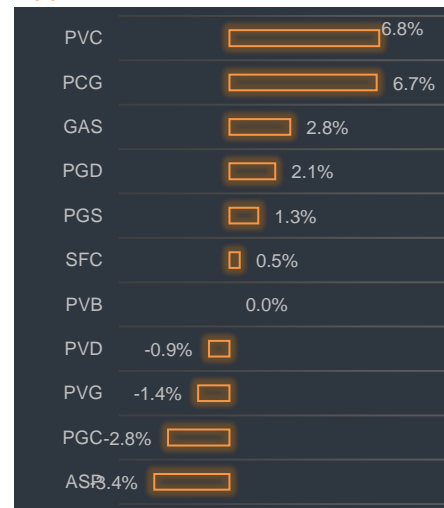 PVC 6.8%
PCG 6.7%
GAS 2.8%
PGD 2.1%
PGS 1.3%
SFC 0.5%
PVB 0.0%
PVD -0.9%
PVG -1.4%
PGC -2.8%
ASP -3.4%